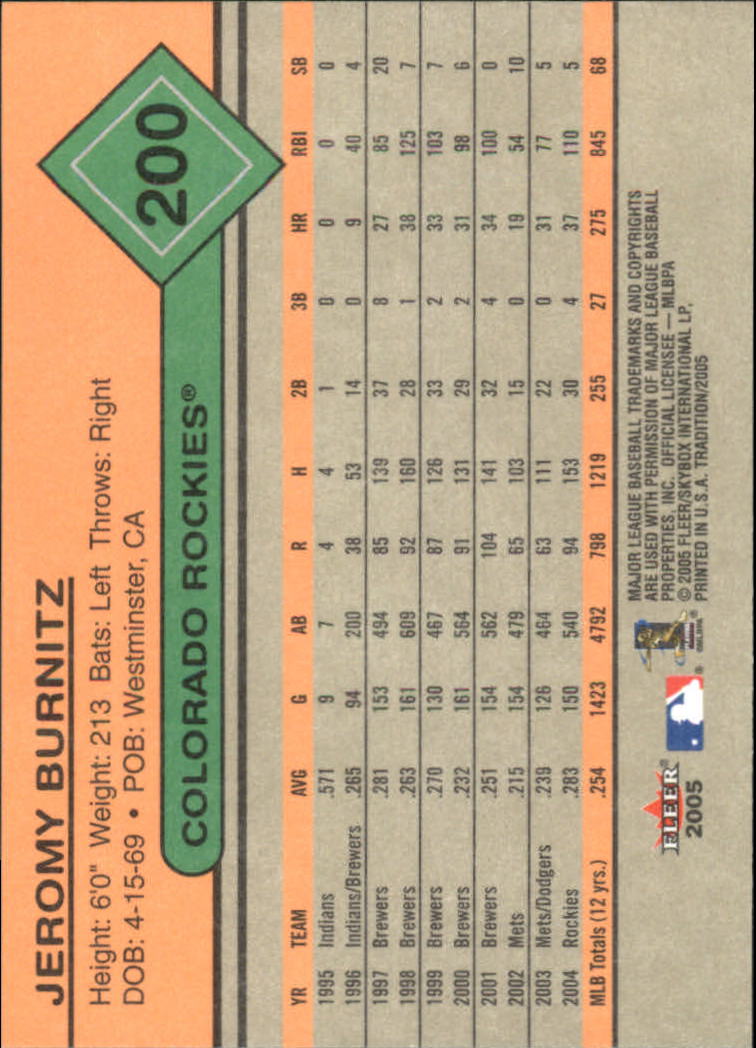 JEROMY BURNITZ
Height: 6'0" Weight: 213 Bats: Left Throws: Right
DOB: 4-15-69 • POB: Westminster, CA
200
COLORADO ROCKIES®
YR TEAM AVG G AB R H 2B 3B HR RBI SB
1995 Indians .571 9 7 4 4 1 0 0 0 0
1996 Indians/Brewers .265 94 200 38 53 14 0 9 40 4
1997 Brewers .281 153 494 85 139 37 8 27 85 20
1998 Brewers .263 161 609 92 160 28 1 38 125 7
1999 Brewers .270 130 467 87 126 33 2 33 103 7
2000 Brewers .232 161 564 91 131 29 2 31 98 6
2001 Brewers .251 154 562 104 141 32 4 34 100 0
2002 Mets .215 154 479 65 103 15 0 19 54 10
2003 Mets/Dodgers .239 126 464 63 111 22 0 31 77 5
2004 Rockies .283 150 540 94 153 30 4 37 110 5
MLB Totals (12 yrs.) .254 1423 4792 798 1219 255 27 275 845 68
FLEER®
2005
MAJOR LEAGUE BASEBALL TRADEMARKS AND COPYRIGHTS
ARE USED WITH PERMISSION OF MAJOR LEAGUE BASEBALL
PROPERTIES, INC. OFFICIAL LICENSEE — MLBPA
© 2005 FLEER/SKYBOX INTERNATIONAL LP,
PRINTED IN U.S.A. TRADITION/2005